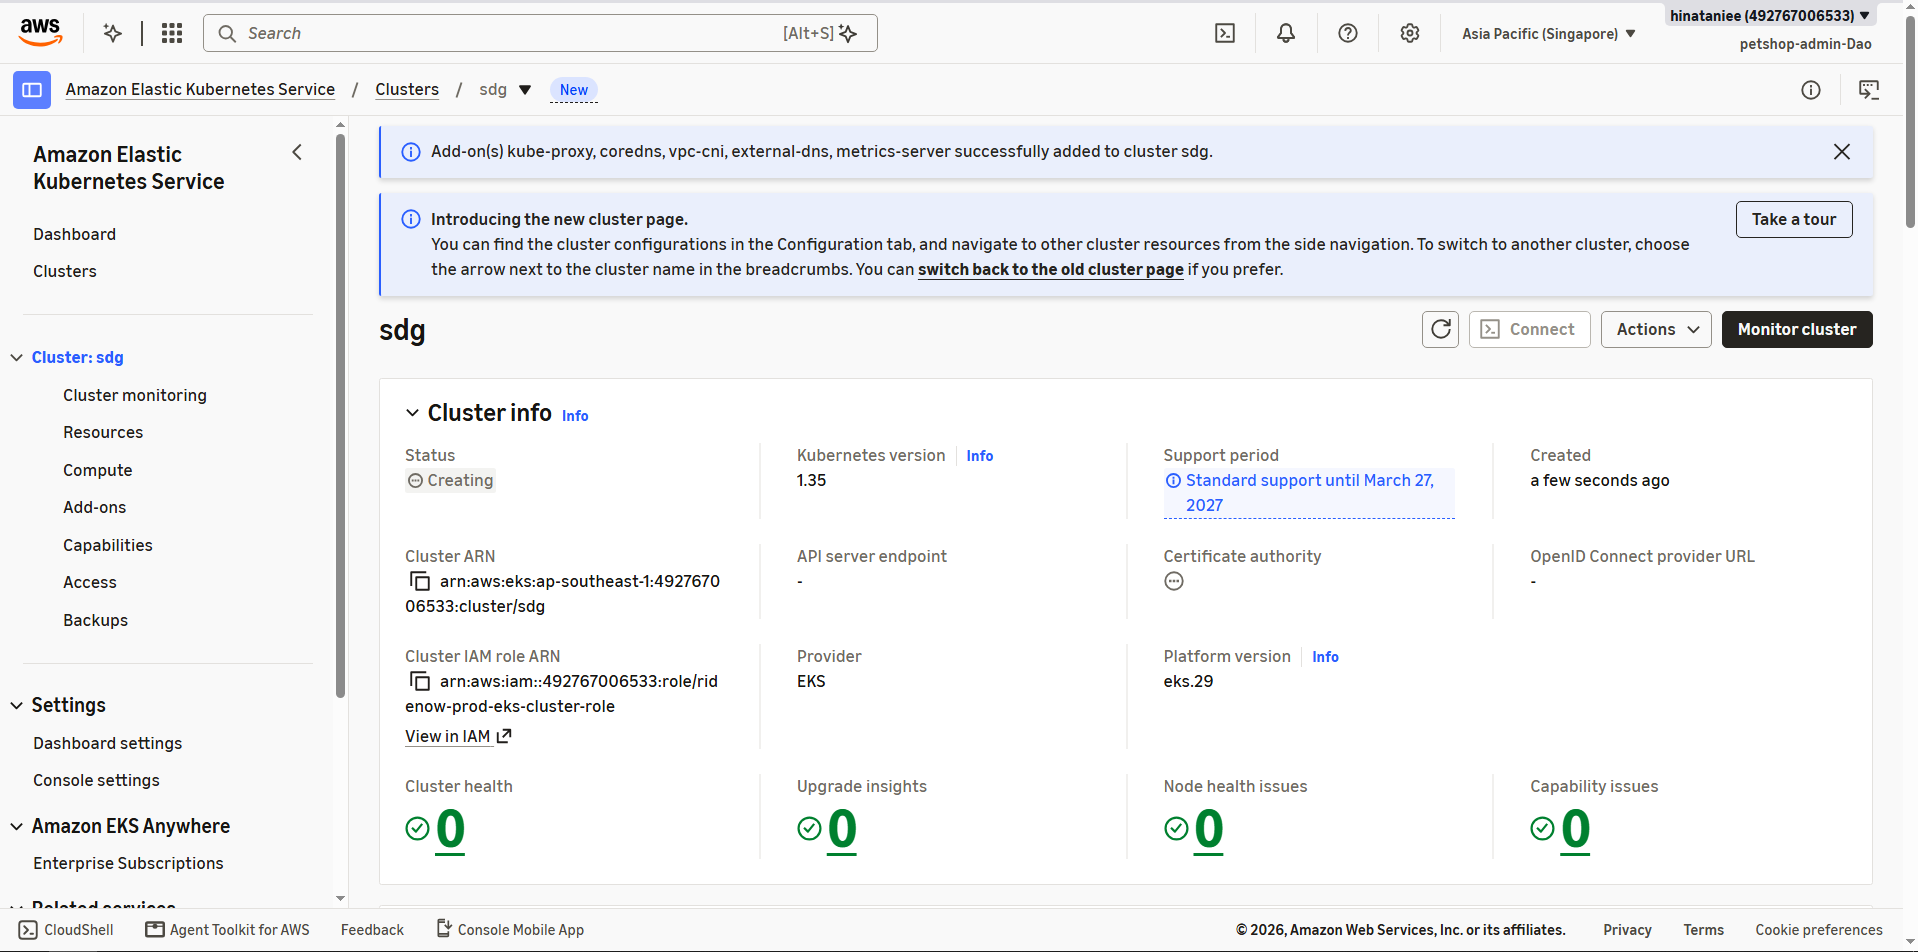 aws
Search
[Alt+S]
Asia Pacific (Singapore)
hinataniee (492767006533)
petshop-admin-Dao
Amazon Elastic Kubernetes Service / Clusters / sdg New
Amazon Elastic
Kubernetes Service
Dashboard
Clusters
Cluster: sdg
Cluster monitoring
Resources
Compute
Add-ons
Capabilities
Access
Backups
Settings
Dashboard settings
Console settings
Amazon EKS Anywhere
Enterprise Subscriptions
Related services
Add-on(s) kube-proxy, coredns, vpc-cni, external-dns, metrics-server successfully added to cluster sdg.
Introducing the new cluster page.
You can find the cluster configurations in the Configuration tab, and navigate to other cluster resources from the side navigation. To switch to another cluster, choose
the arrow next to the cluster name in the breadcrumbs. You can switch back to the old cluster page if you prefer.
Take a tour
sdg
Connect
Actions
Monitor cluster
Cluster info Info
Status
Creating
Kubernetes version Info
1.35
Support period
Standard support until March 27,
2027
Created
a few seconds ago
Cluster ARN
arn:aws:eks:ap-southeast-1:4927670
06533:cluster/sdg
API server endpoint
-
Certificate authority
OpenID Connect provider URL
-
Cluster IAM role ARN
arn:aws:iam::492767006533:role/rid
enow-prod-eks-cluster-role
View in IAM
Provider
EKS
Platform version Info
eks.29
Cluster health
0
Upgrade insights
0
Node health issues
0
Capability issues
0
CloudShell
Agent Toolkit for AWS
Feedback
Console Mobile App
© 2026, Amazon Web Services, Inc. or its affiliates.
Privacy
Terms
Cookie preferences